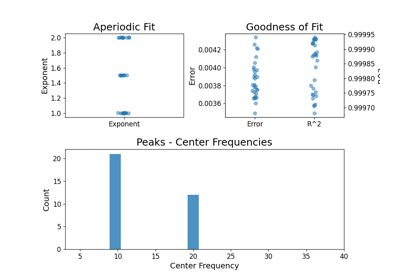 Aperiodic Fit
Goodness of Fit
2.0
1.8
1.6
1.4
1.2
1.0
Exponent
Exponent
0.0042
0.0040
0.0038
0.0036
Error
Error
R^2
0.99995
0.99990
0.99985
0.99980
0.99975
0.99970
Peaks - Center Frequencies
20
15
10
5
0
Count
5
10
15
20
25
30
35
40
Center Frequency